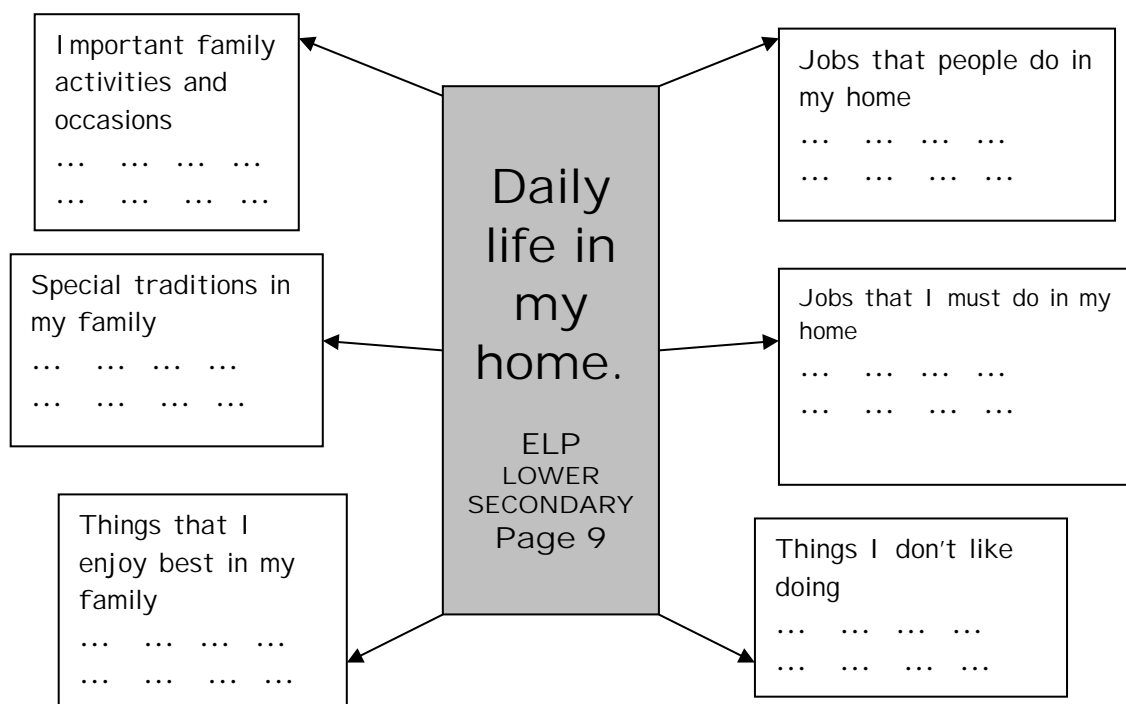 Important family
activities and
occasions
… … … …
… … … …
Special traditions in
my family
… … … …
… … … …
Things that I
enjoy best in my
family
… … … …
… … … …
Daily
life in
my
home.
ELP
LOWER
SECONDARY
Page 9
Jobs that people do in
my home
… … … …
… … … …
Jobs that I must do in my
home
… … … …
… … … …
Things I don't like
doing
… … … …
… … … …